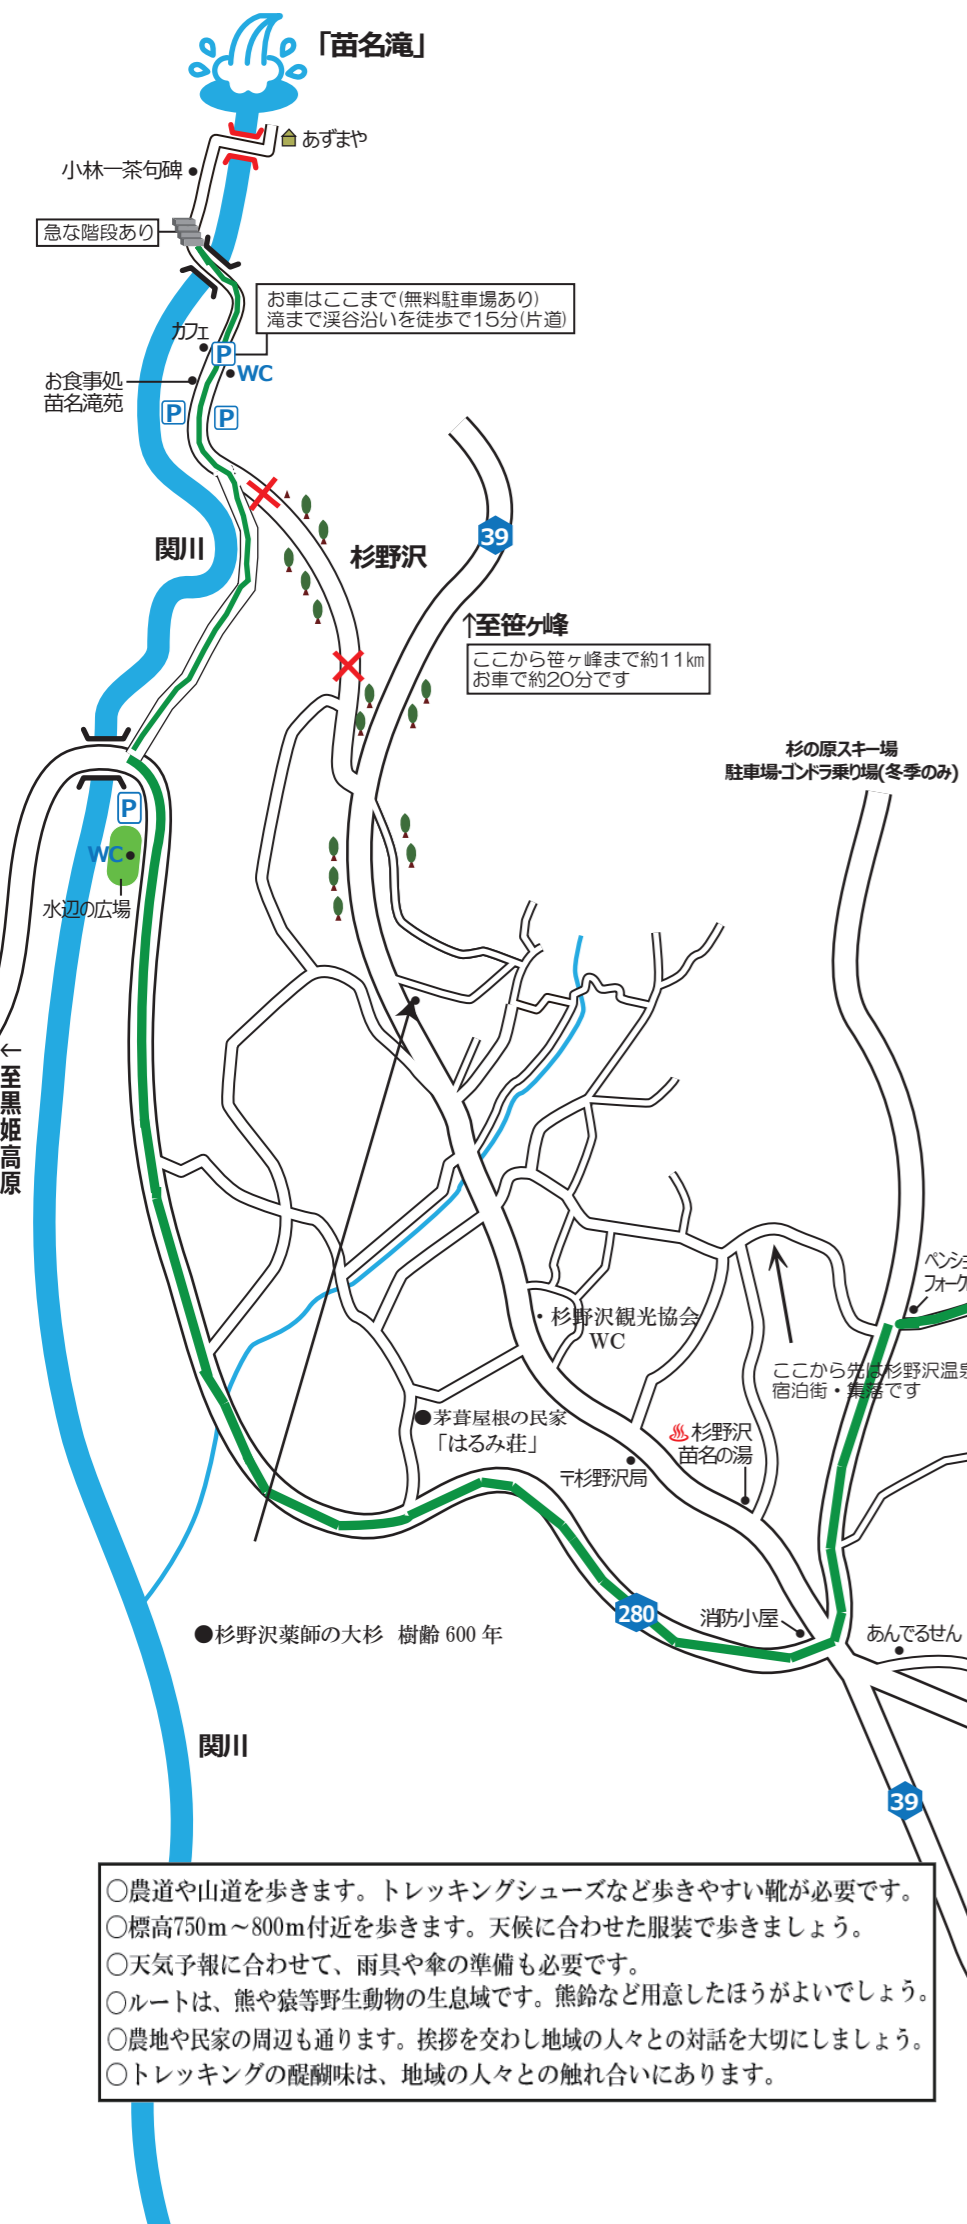 「苗名滝」
あずまや
小林一茶句碑
急な階段あり
お車はここまで(無料駐車場あり)
滝まで渓谷沿いを徒歩で15分(片道)
カフェ
P
WC
お食事処
苗名滝苑
P
P
39
関川
杉野沢
↑至笹ヶ峰
ここから笹ヶ峰まで約11㎞
お車で約20分です
杉の原スキー場
駐車場・ゴンドラ乗り場(冬季のみ)
P
WC
水辺の広場
←至黒姫高原
ペンショ
フォーク
・杉野沢観光協会
WC
ここから先は杉野沢温泉
宿泊街・集落です
●茅葺屋根の民家
「はるみ荘」
♨杉野沢
苗名の湯
〒杉野沢局
280
消防小屋
あんでるせん
●杉野沢薬師の大杉 樹齢600年
関川
39
○農道や山道を歩きます。トレッキングシューズなど歩きやすい靴が必要です。
○標高750m～800m付近を歩きます。天候に合わせた服装で歩きましょう。
○天気予報に合わせて、雨具や傘の準備も必要です。
○ルートは、熊や猿等野生動物の生息域です。熊鈴など用意したほうがよいでしょう。
○農地や民家の周辺も通ります。挨拶を交わし地域の人々との対話を大切にしましょう。
○トレッキングの醍醐味は、地域の人々との触れ合いにあります。